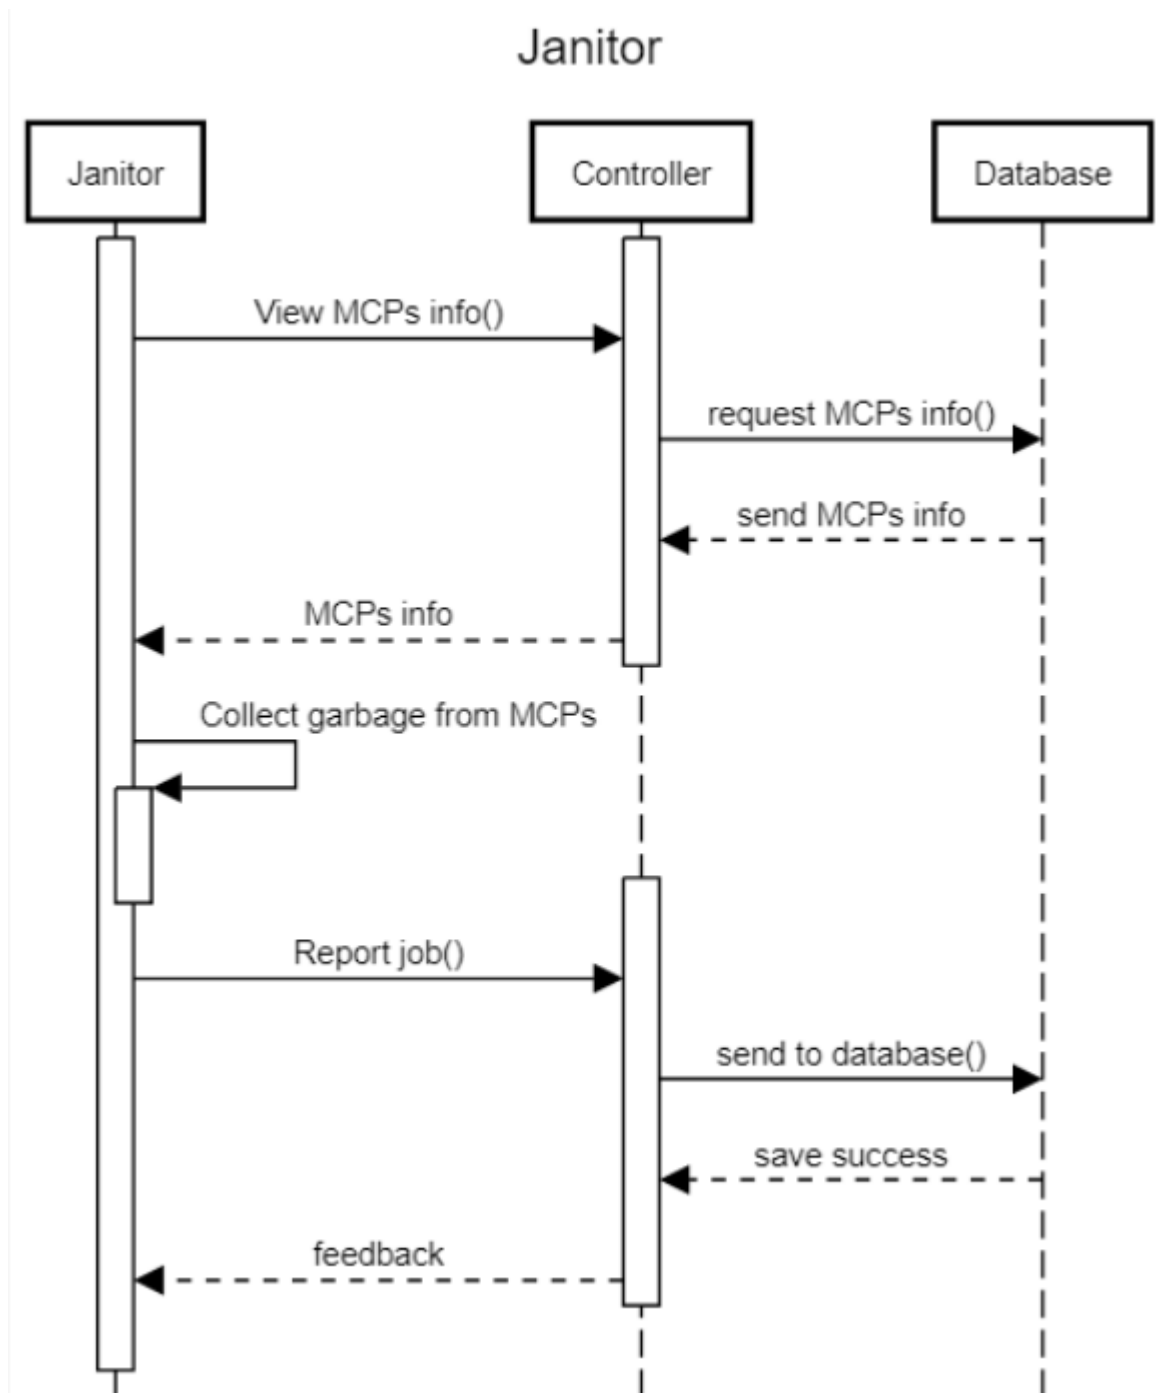 Janitor
Janitor
Controller
Database
View MCPs info()
request MCPs info()
send MCPs info
MCPs info
Collect garbage from MCPs
Report job()
send to database()
save success
feedback